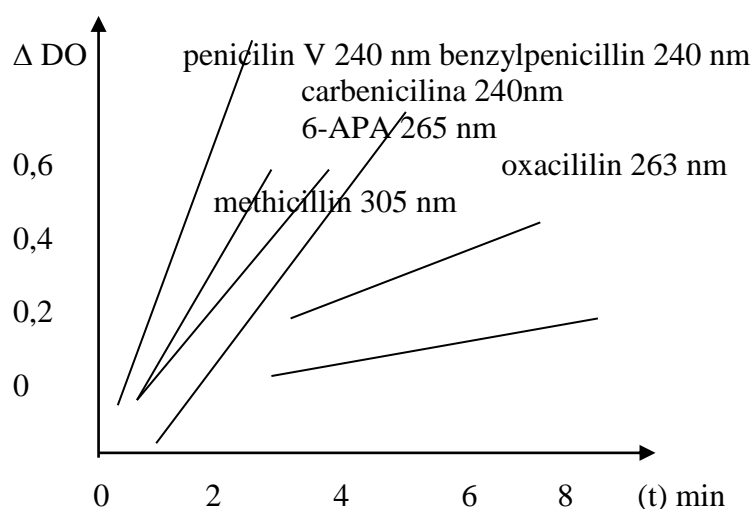 Δ DO penicilin V 240 nm benzylpenicillin 240 nm
carbenicilina 240nm
6-APA 265 nm
0,6 oxacililin 263 nm
methicillin 305 nm
0,4
0,2
0
0 2 4 6 8 (t) min